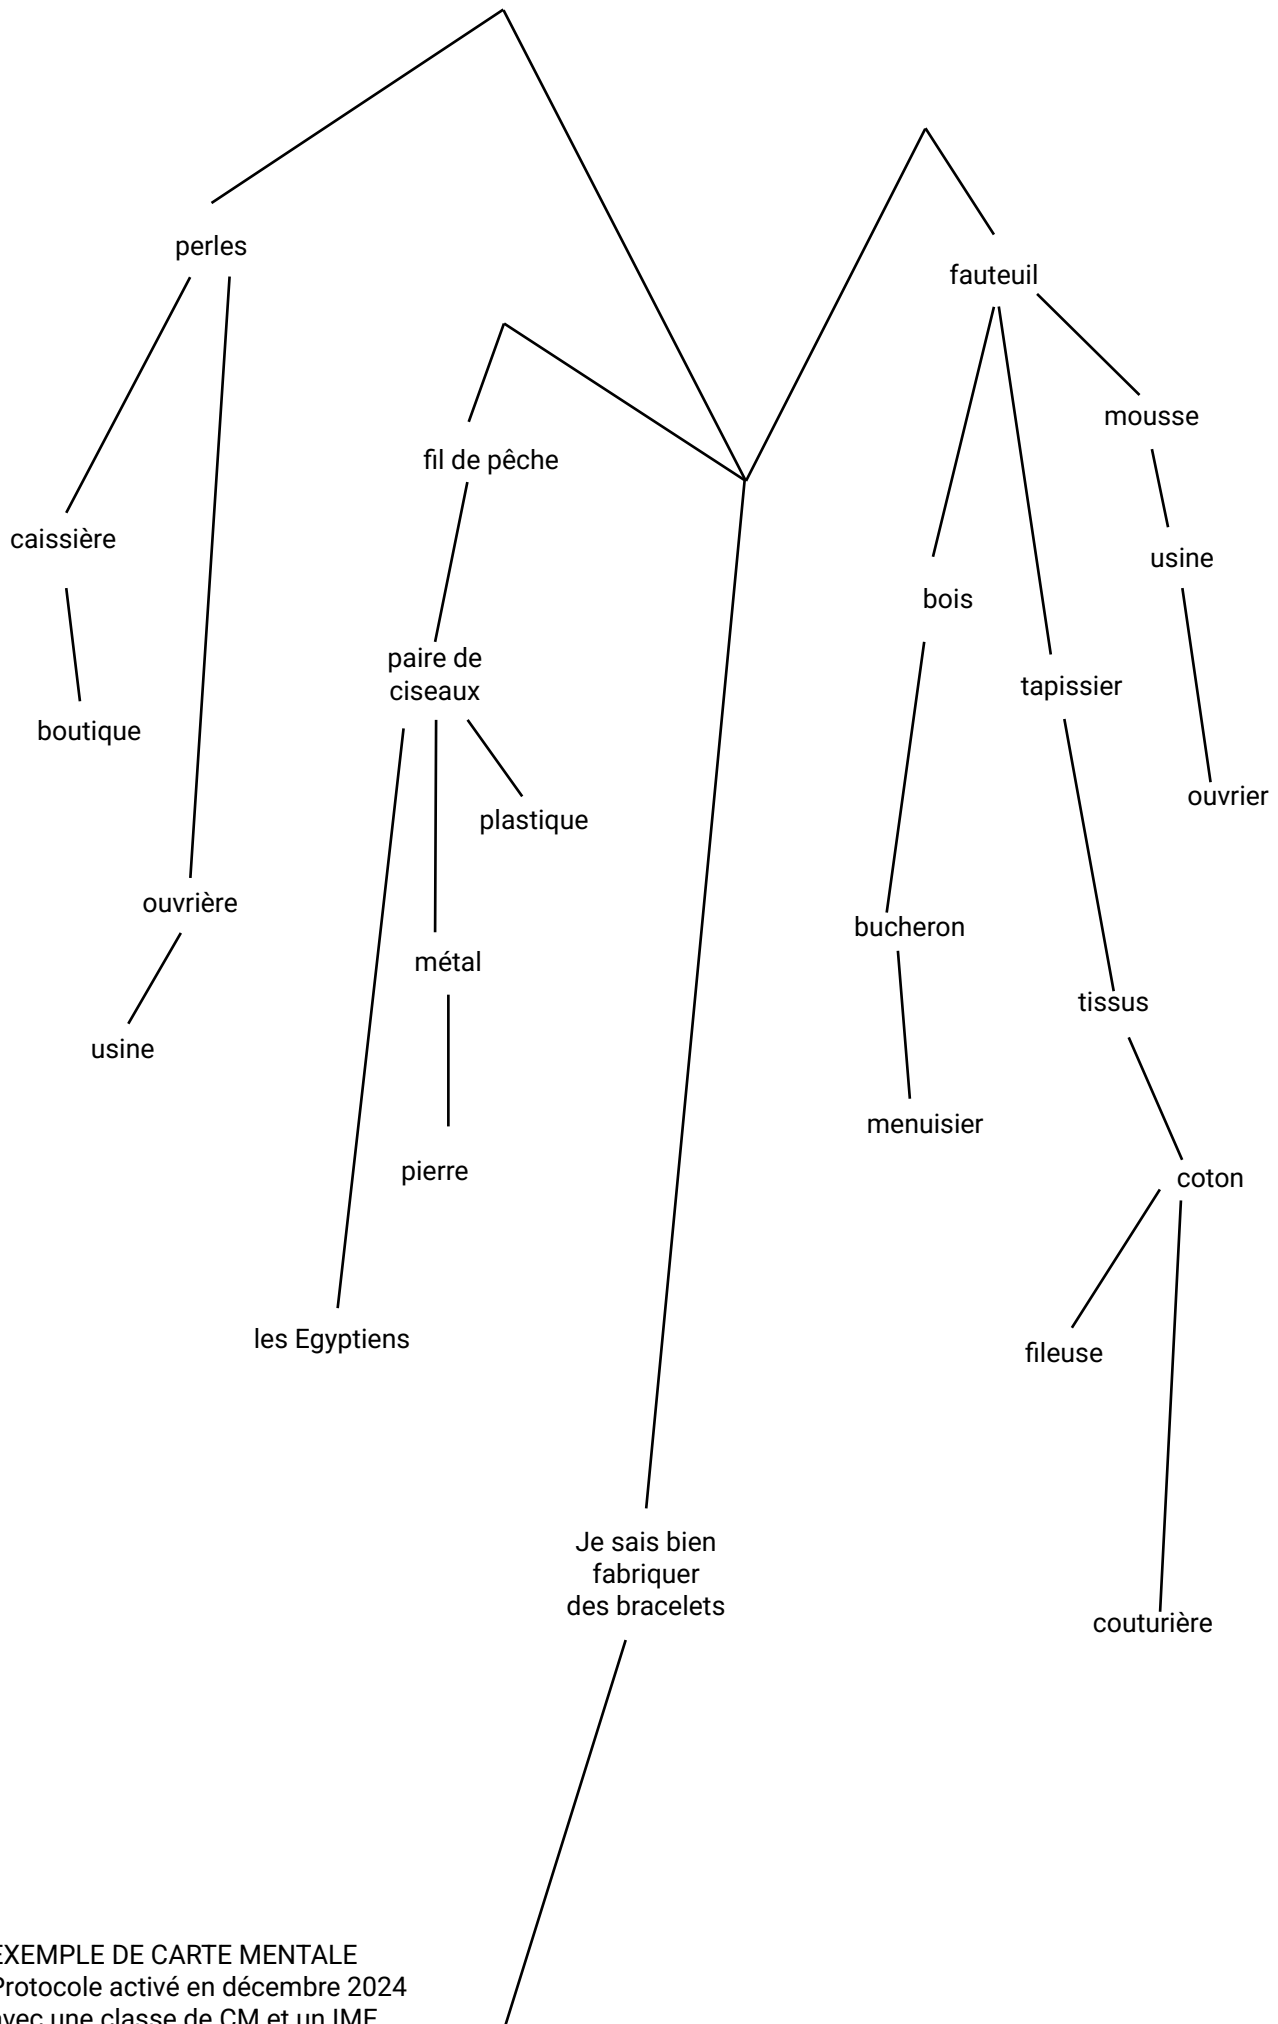 perles
fauteuil
mousse
fil de pêche
caissière
usine
bois
paire de
ciseaux
tapissier
boutique
ouvrier
plastique
ouvrière
bucheron
métal
tissus
usine
menuisier
pierre
coton
les Egyptiens
fileuse
Je sais bien
fabriquer
des bracelets
couturière
EXEMPLE DE CARTE MENTALE
Protocole activé en décembre 2024
avec une classe de CM et un IME